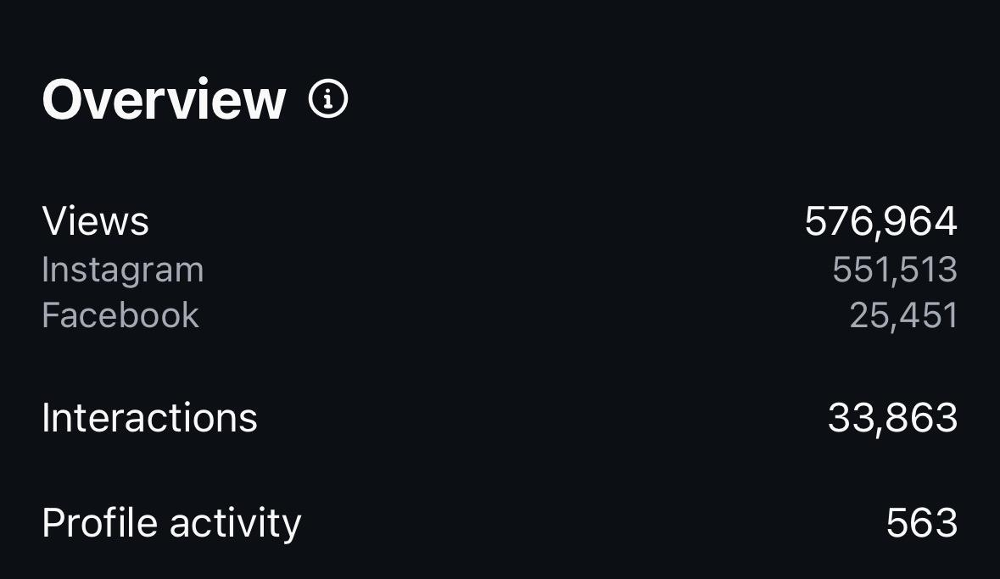 Overview
Views 576,964
Instagram 551,513
Facebook 25,451
Interactions 33,863
Profile activity 563